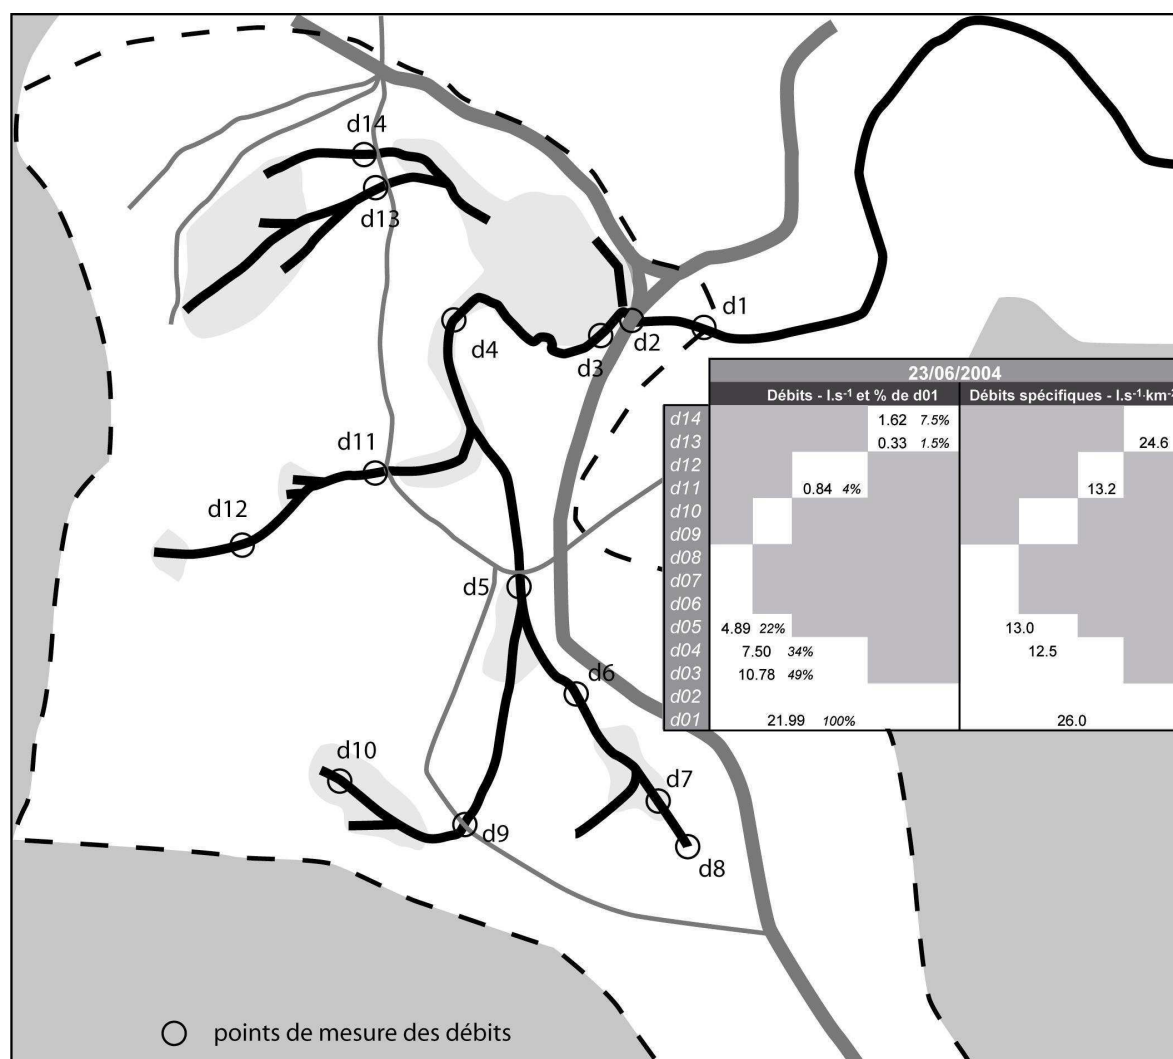 d14
d13
d1
d2
d3
d4
d11
d12
d5
d6
d7
d8
d9
d10
23/06/2004
Débits - l.s-1 et % de d01 Débits spécifiques - l.s-1.km-2
d14 1.62 7.5%
d13 0.33 1.5% 24.6
d12
d11 0.84 4% 13.2
d10
d09
d08
d07
d06
d05 4.89 22% 13.0
d04 7.50 34% 12.5
d03 10.78 49%
d02
d01 21.99 100% 26.0
points de mesure des débits